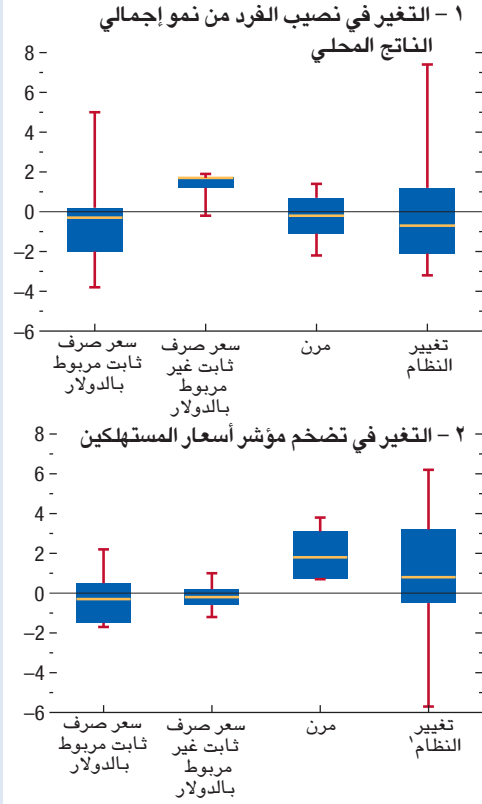 ١ – التغير في نصيب الفرد من نمو إجمالي
الناتج المحلي
8
6
4
2
0
–2
–4
–6
سعر صرف
ثابت مربوط
بالدولار
سعر صرف
ثابت غير
مربوط
بالدولار
مرن
تغيير
النظام
٢ – التغير في تضخم مؤشر أسعار المستهلكين
8
6
4
2
0
–2
–4
–6
سعر صرف
ثابت مربوط
بالدولار
سعر صرف
ثابت غير
مربوط
بالدولار
مرن
تغيير
النظام١